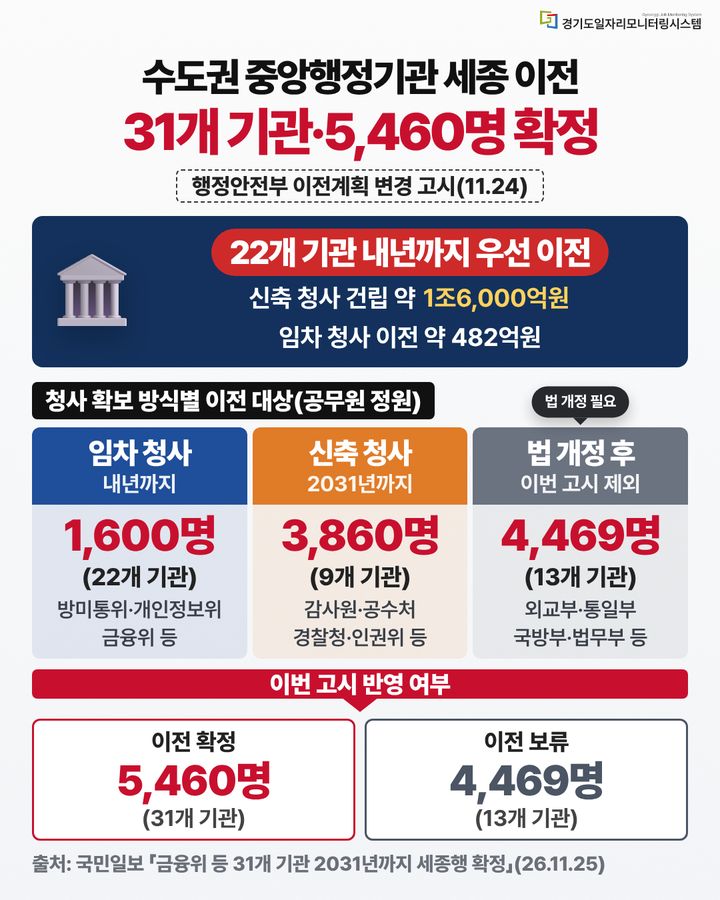 경기도일자리모니터링시스템
수도권 중앙행정기관 세종 이전
31개 기관·5,460명 확정
행정안전부 이전계획 변경 고시(11.24)
22개 기관 내년까지 우선 이전
신축 청사 건립 약 1조6,000억원
임차 청사 이전 약 482억원
청사 확보 방식별 이전 대상(공무원 정원)
법 개정 필요
임차 청사
내년까지
1,600명
(22개 기관)
방미통위·개인정보위
금융위 등
신축 청사
2031년까지
3,860명
(9개 기관)
감사원·공수처
경찰청·인권위 등
법 개정 후
이번 고시 제외
4,469명
(13개 기관)
외교부·통일부
국방부·법무부 등
이번 고시 반영 여부
이전 확정
5,460명
(31개 기관)
이전 보류
4,469명
(13개 기관)
출처: 국민일보 「금융위 등 31개 기관 2031년까지 세종행 확정」(26.11.25)